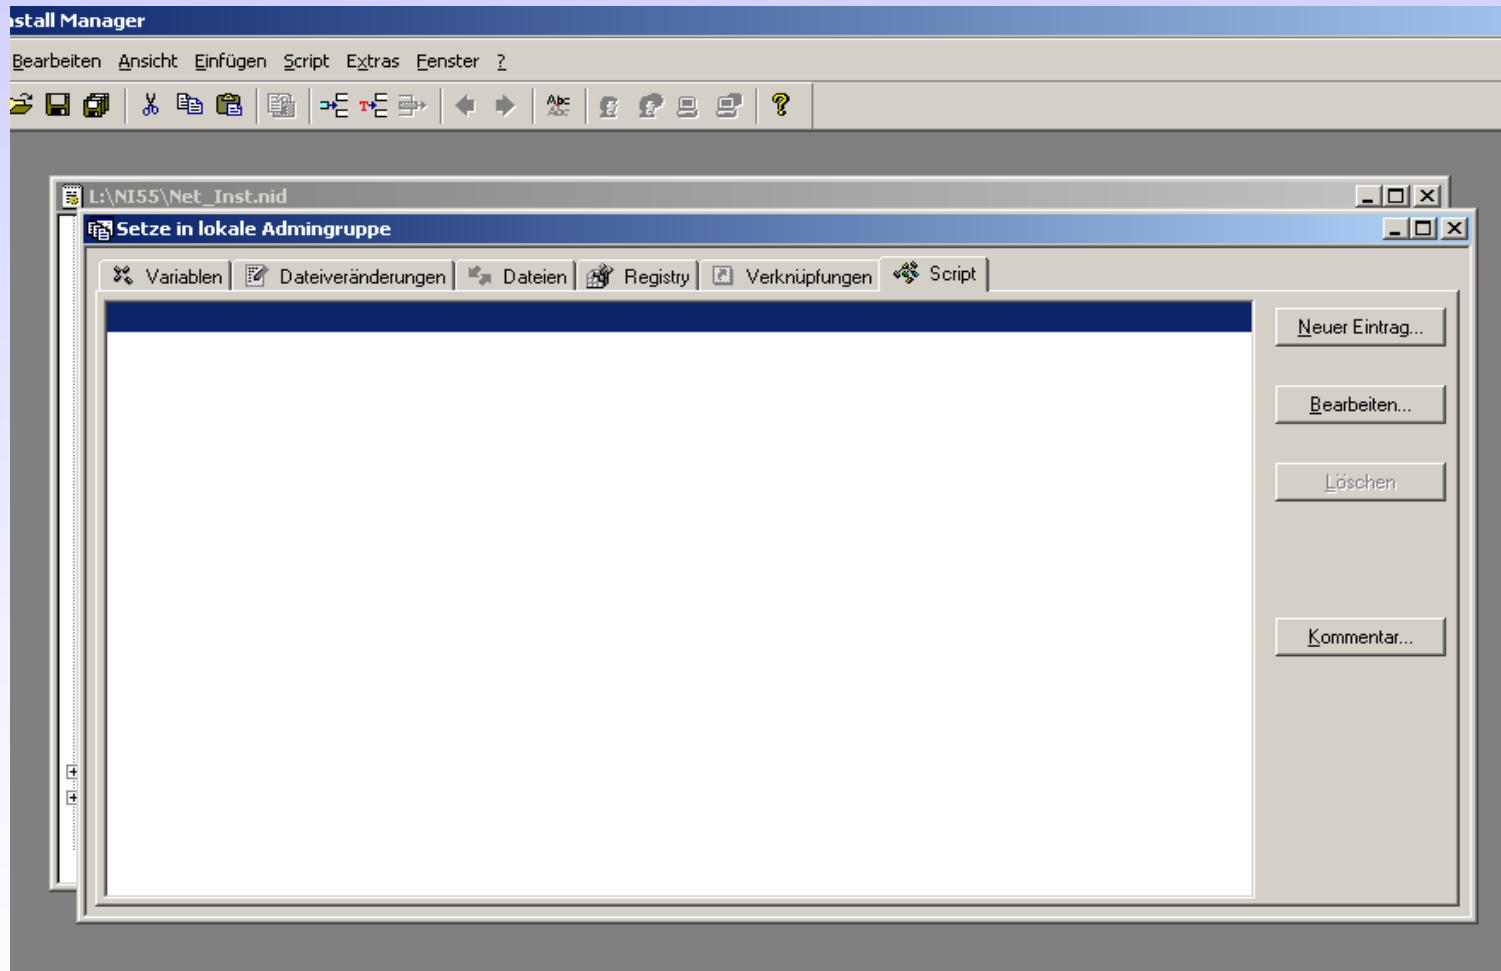 nstall Manager
Bearbeiten Ansicht Einfügen Script Extras Fenster ?
L:\NI55\Net_Inst.nid
Setze in lokale Admingruppe
Variablen Dateiveränderungen Dateien Registry Verknüpfungen Script
Neuer Eintrag...
Bearbeiten...
Löschen
Kommentar...